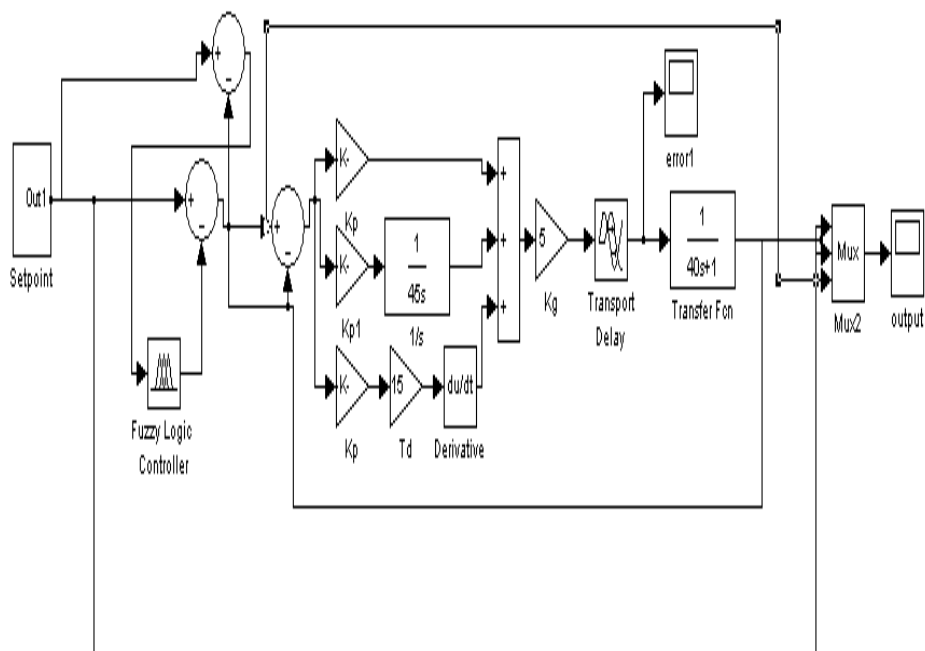 Out1
Setpoint
+
−
+
−
Fuzzy Logic
Controller
+
−
K-
Kp
K-
Kp1
1
45s
1/s
K-
Kp
15
Td
du/dt
Derivative
+
+
+
5
Kg
Transport
Delay
error1
1
40s+1
Transfer Fcn
Mux
Mux2
output